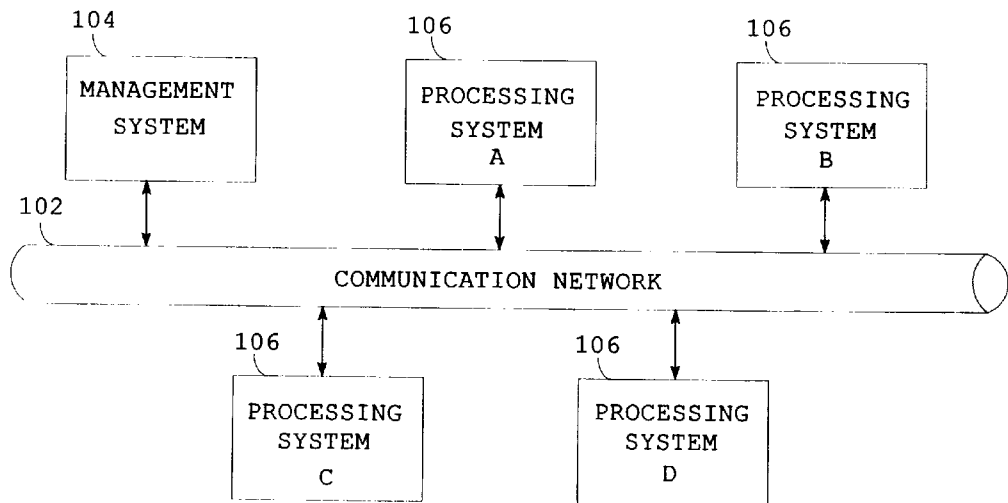 104
MANAGEMENT
SYSTEM
106
PROCESSING
SYSTEM
A
106
PROCESSING
SYSTEM
B
102
COMMUNICATION NETWORK
106
PROCESSING
SYSTEM
C
106
PROCESSING
SYSTEM
D